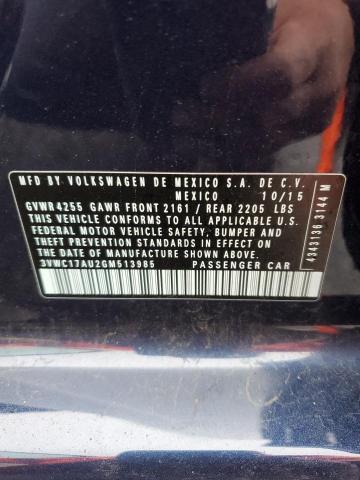 MFD BY VOLKSWAGEN DE MEXICO S.A. DE C.V.
MEXICO 10/15
GVWR 4255 GAWR FRONT 2161 / REAR 2205 LBS
THIS VEHICLE CONFORMS TO ALL APPLICABLE U.S.
FEDERAL MOTOR VEHICLE SAFETY, BUMPER AND
THEFT PREVENTION STANDARDS IN EFFECT ON
THE DATE OF MANUFACTURE SHOWN ABOVE.
3VWC17AU2GM513985 PASSENGER CAR
4343136 3144 M